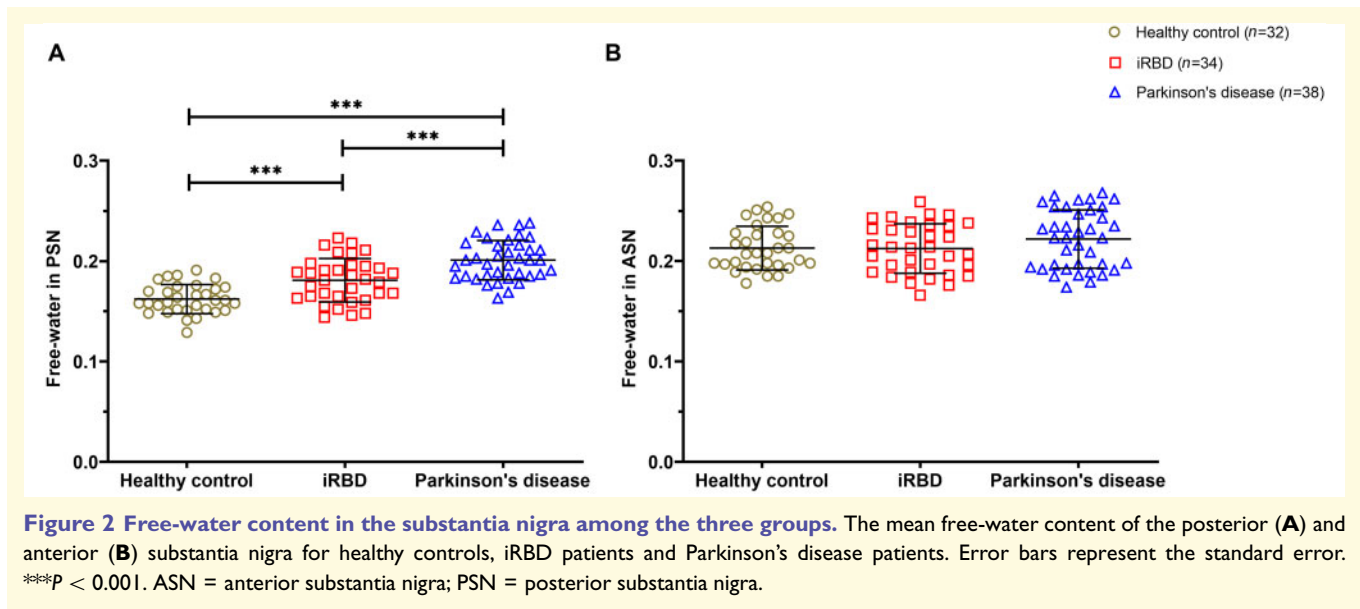 A
B
Healthy control (n=32)
iRBD (n=34)
Parkinson's disease (n=38)
***
***
***
Free-water in PSN
0.3
0.2
0.1
0.0
Healthy control
iRBD
Parkinson's disease
Free-water in ASN
0.3
0.2
0.1
0.0
Healthy control
iRBD
Parkinson's disease
Figure 2 Free-water content in the substantia nigra among the three groups. The mean free-water content of the posterior (A) and
anterior (B) substantia nigra for healthy controls, iRBD patients and Parkinson's disease patients. Error bars represent the standard error.
***P < 0.001. ASN = anterior substantia nigra; PSN = posterior substantia nigra.